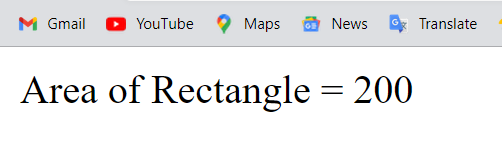 Gmail YouTube Maps News Translate
Area of Rectangle = 200